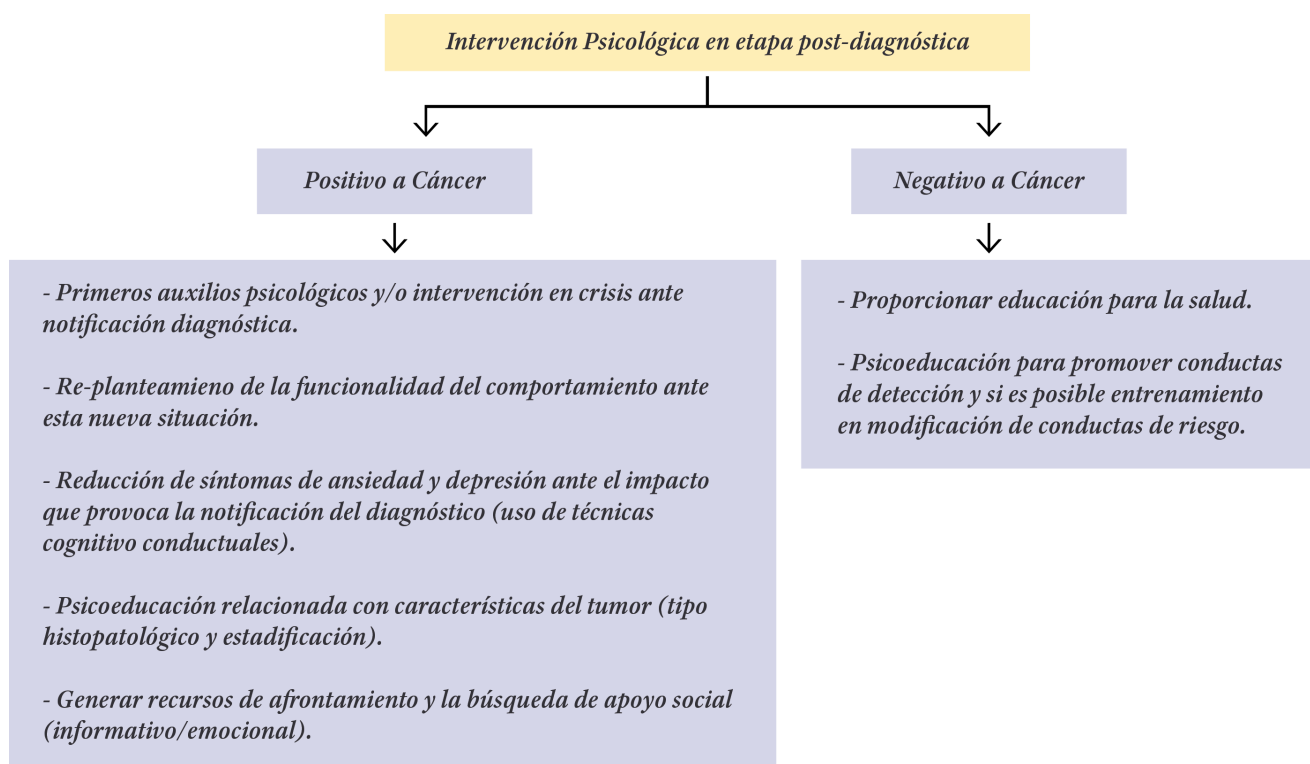 Intervención Psicológica en etapa post-diagnóstica
Positivo a Cáncer
Negativo a Cáncer
- Primeros auxilios psicológicos y/o intervención en crisis ante
notificación diagnóstica.
- Re-planteamieno de la funcionalidad del comportamiento ante
esta nueva situación.
- Reducción de síntomas de ansiedad y depresión ante el impacto
que provoca la notificación del diagnóstico (uso de técnicas
cognitivo conductuales).
- Psicoeducación relacionada con características del tumor (tipo
histopatológico y estadificación).
- Generar recursos de afrontamiento y la búsqueda de apoyo social
(informativo/emocional).
- Proporcionar educación para la salud.
- Psicoeducación para promover conductas
de detección y si es posible entrenamiento
en modificación de conductas de riesgo.